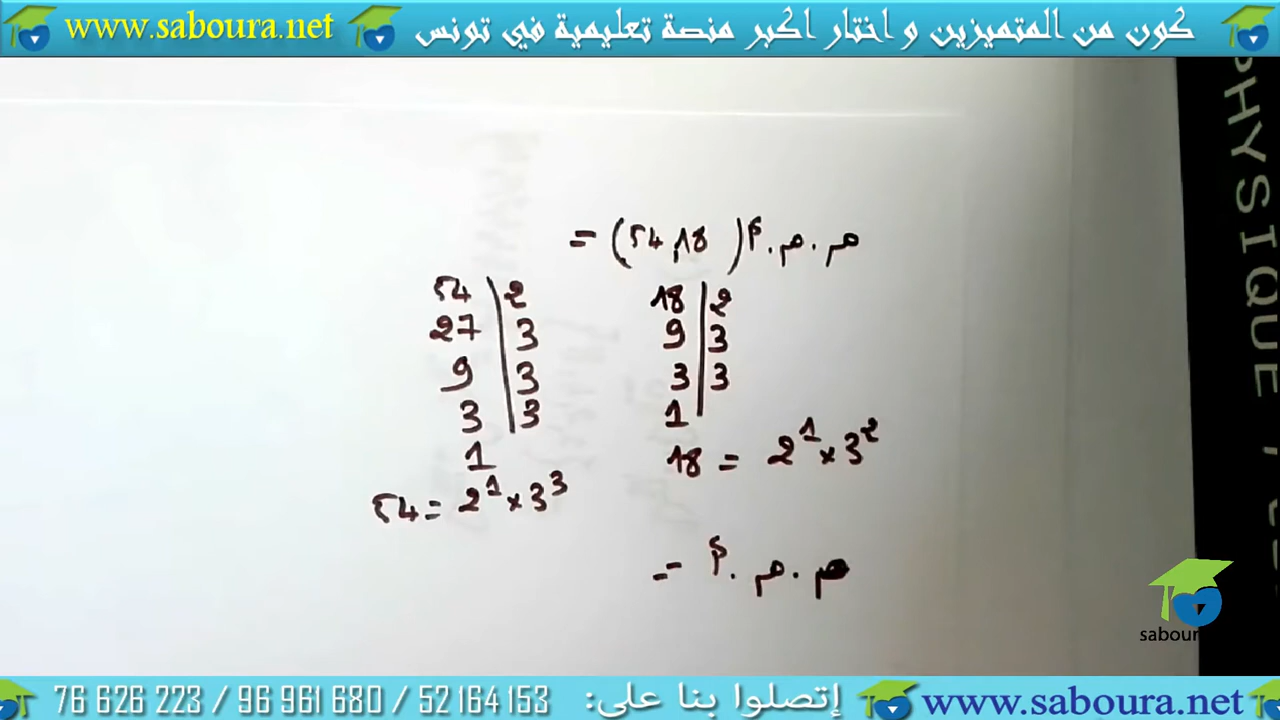 www.saboura.net كون من المتميزين و اختار اكبر منصة تعليمية في تونس
PHYSIQUE
م.م.أ (54,18) =
18 | 2
9 | 3
3 | 3
1
18 = 2^1 × 3^2
54 | 2
27 | 3
9 | 3
3 | 3
1
54 = 2^1 × 3^3
م.م.أ =
sabour
إتصلوا بنا على: 76 626 223 / 96 961 680 / 52 164 153 www.saboura.net